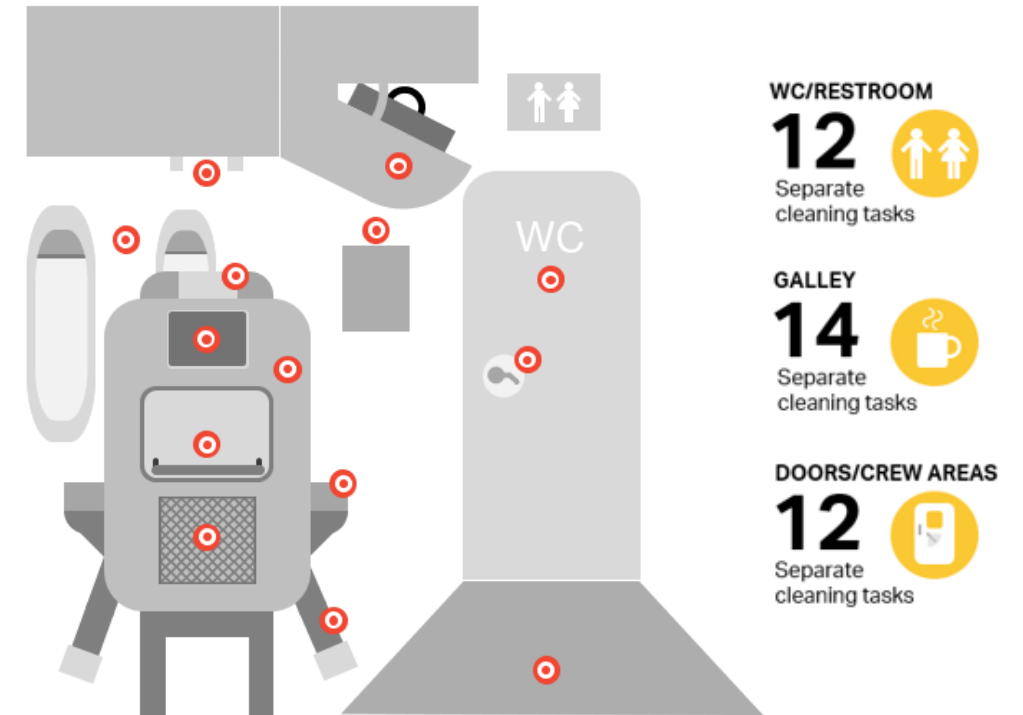 WC
WC/RESTROOM
12
Separate
cleaning tasks
GALLEY
14
Separate
cleaning tasks
DOORS/CREW AREAS
12
Separate
cleaning tasks